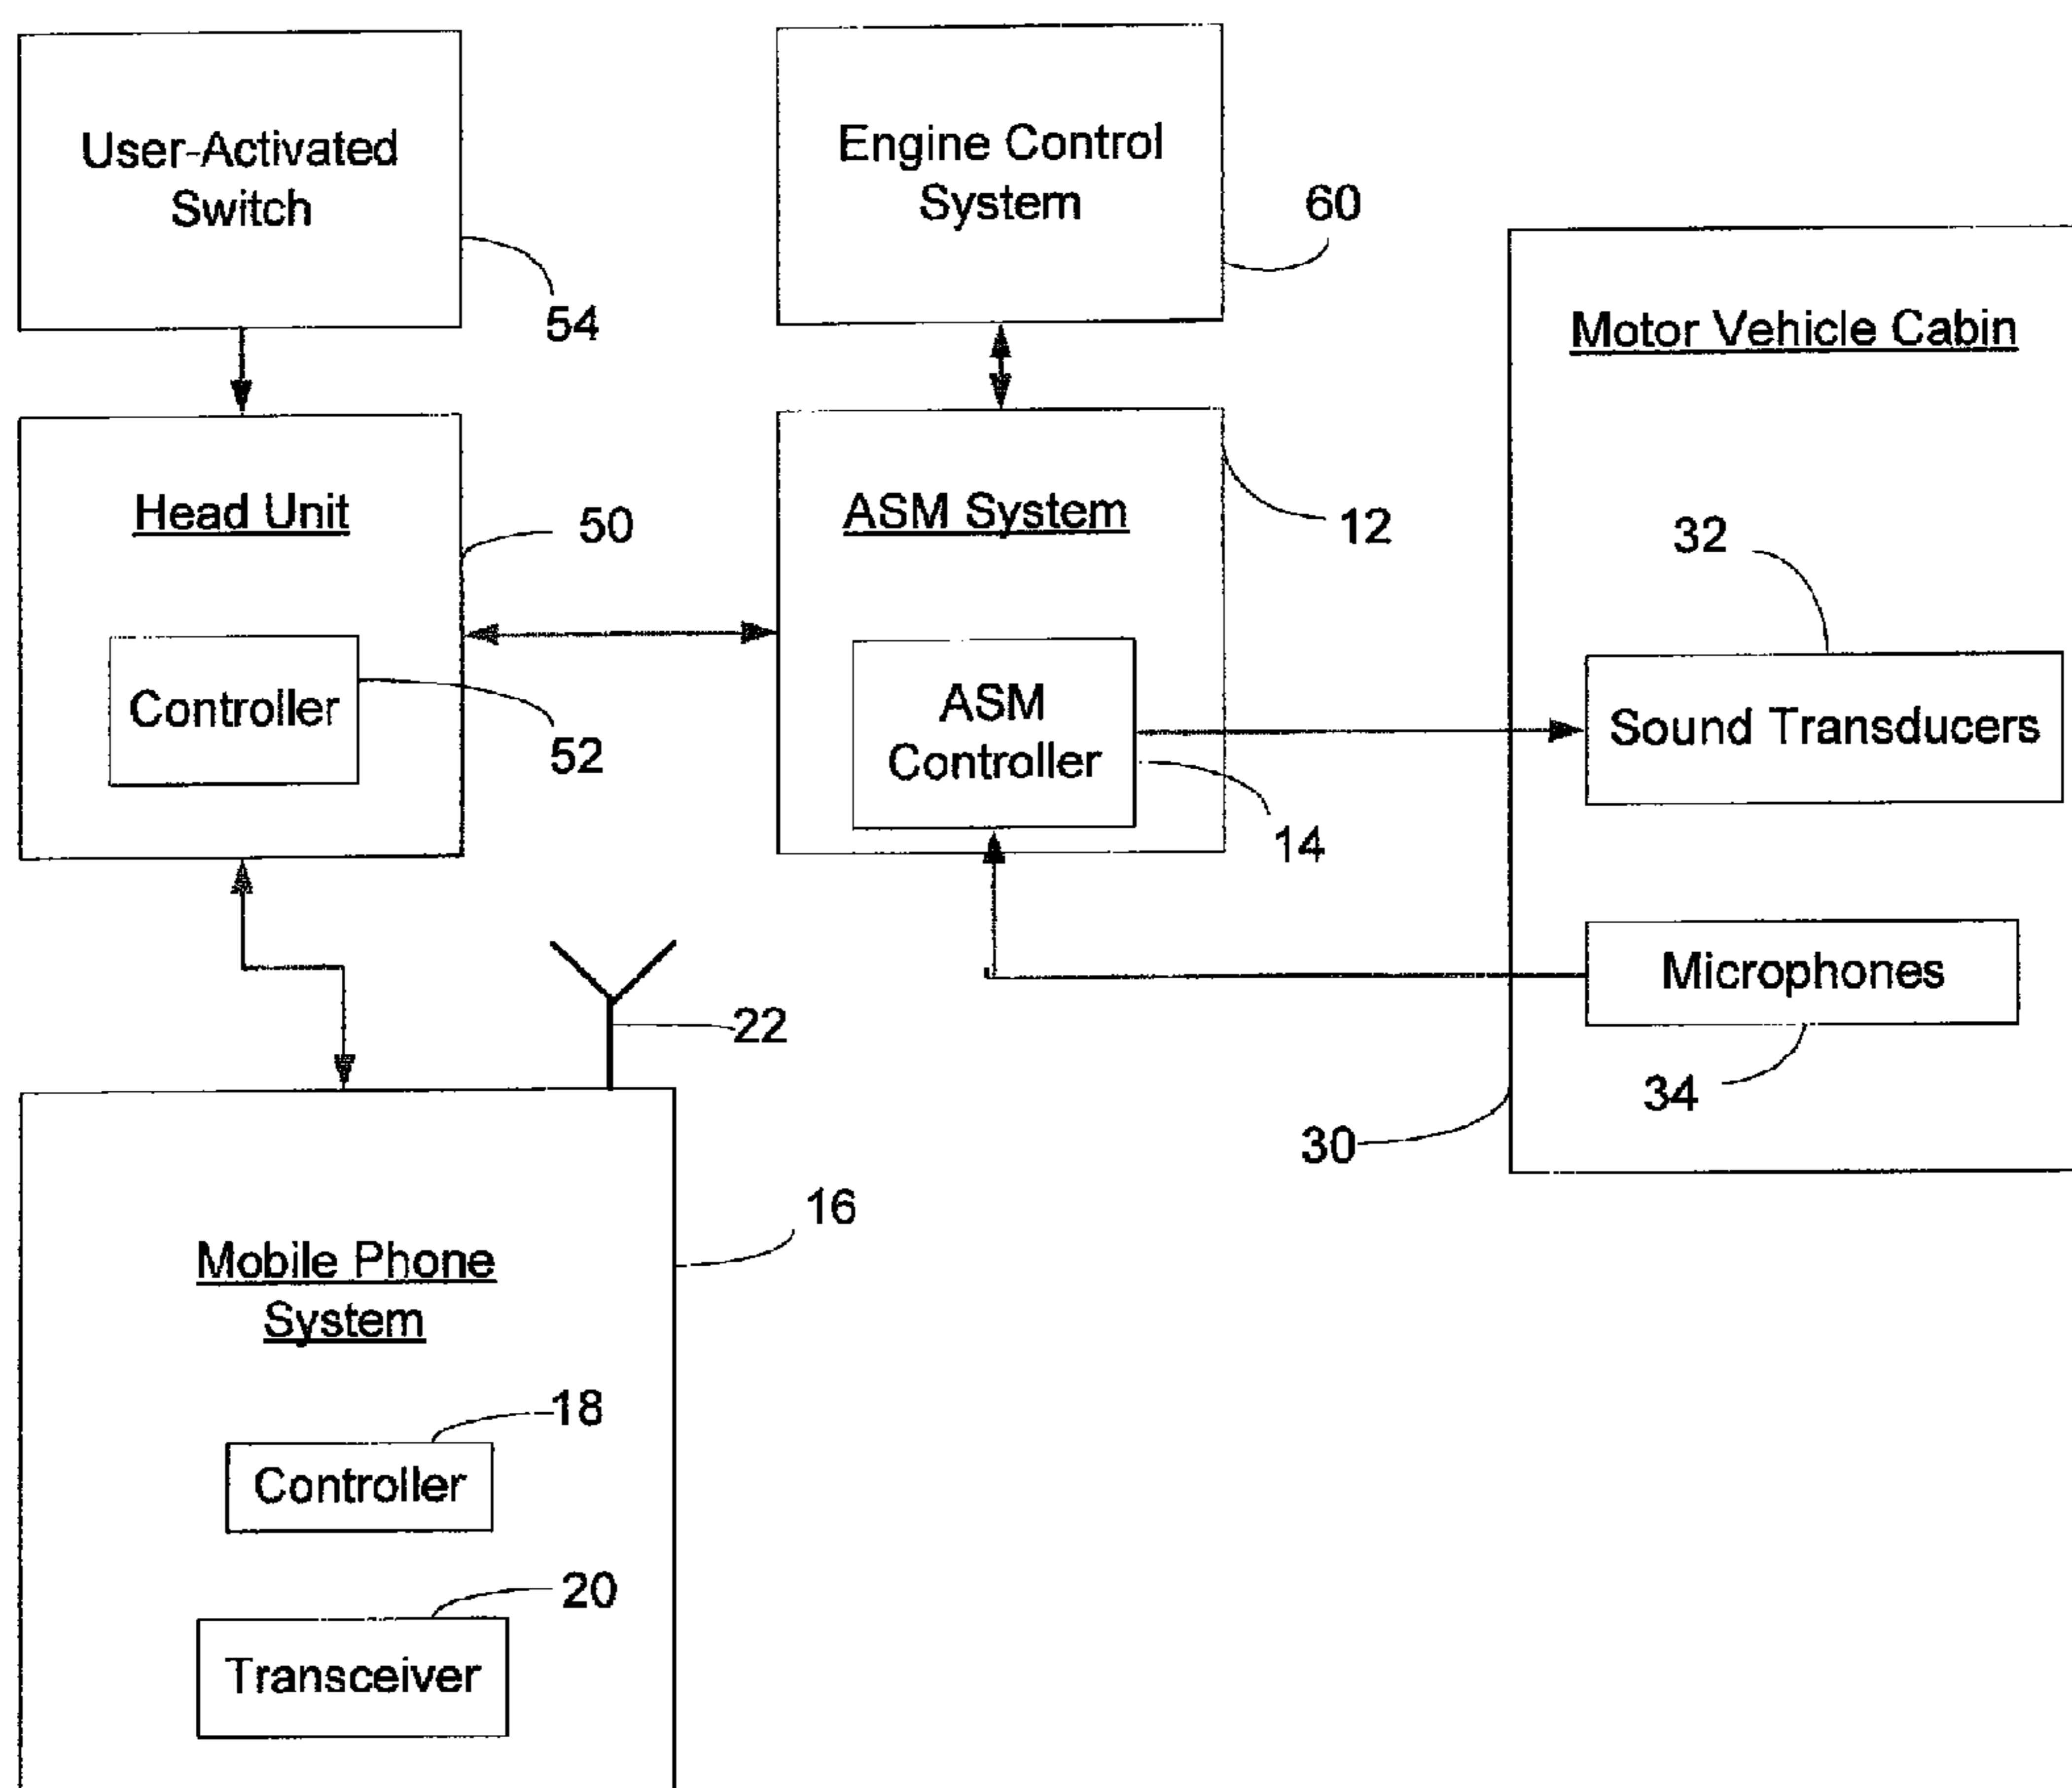 User-Activated
Switch
54
Engine Control
System
60
Motor Vehicle Cabin
Head Unit
50
Controller
52
ASM System
12
ASM
Controller
14
32
Sound Transducers
Microphones
34
30
22
16
Mobile Phone
System
18
Controller
20
Transceiver